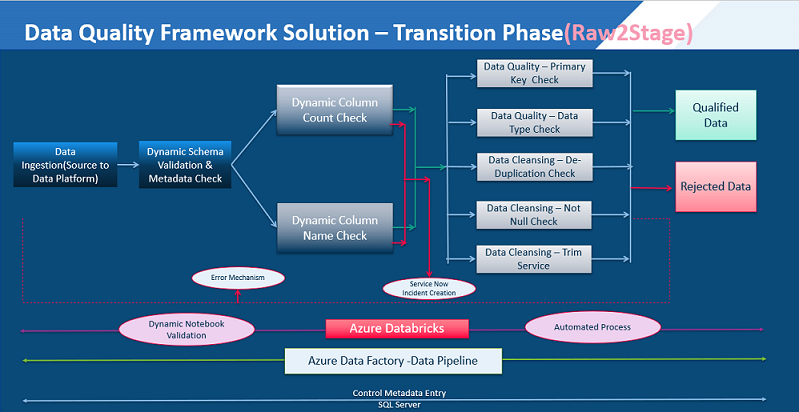 Data Quality Framework Solution – Transition Phase(Raw2Stage)
Data
Ingestion(Source to
Data Platform)
Dynamic Schema
Validation &
Metadata Check
Dynamic Column
Count Check
Dynamic Column
Name Check
Data Quality – Primary
Key Check
Data Quality – Data
Type Check
Data Cleansing – De-
Duplication Check
Data Cleansing – Not
Null Check
Data Cleansing – Trim
Service
Qualified
Data
Rejected Data
Error Mechanism
Service Now
Incident Creation
Dynamic Notebook
Validation
Azure Databricks
Automated Process
Azure Data Factory -Data Pipeline
Control Metadata Entry
SQL Server